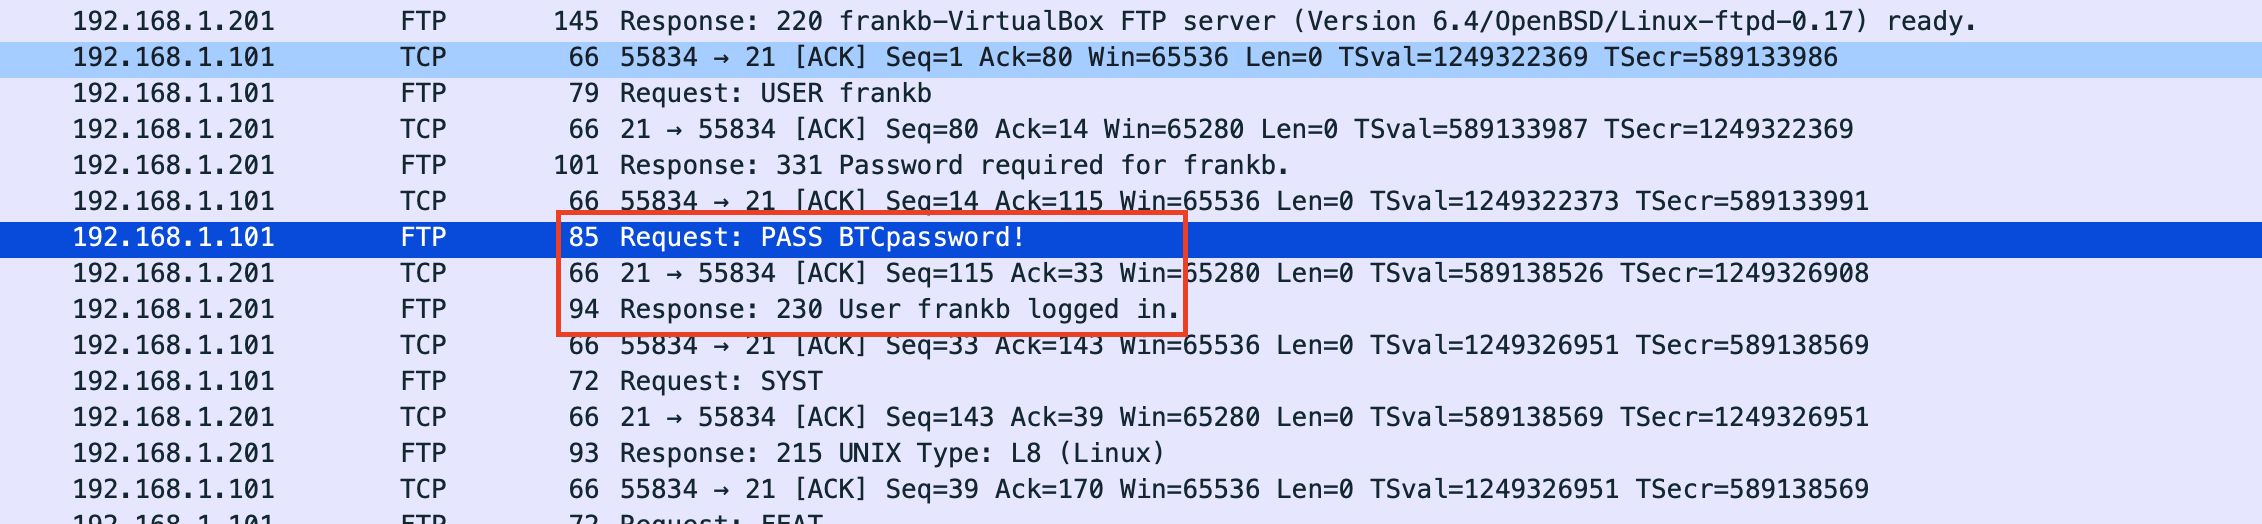 192.168.1.201 FTP 145 Response: 220 frankb-VirtualBox FTP server (Version 6.4/OpenBSD/Linux-ftpd-0.17) ready.
192.168.1.101 TCP 66 55834 → 21 [ACK] Seq=1 Ack=80 Win=65536 Len=0 TSval=1249322369 TSecr=589133986
192.168.1.101 FTP 79 Request: USER frankb
192.168.1.201 TCP 66 21 → 55834 [ACK] Seq=80 Ack=14 Win=65280 Len=0 TSval=589133987 TSecr=1249322369
192.168.1.201 FTP 101 Response: 331 Password required for frankb.
192.168.1.101 TCP 66 55834 → 21 [ACK] Seq=14 Ack=115 Win=65536 Len=0 TSval=1249322373 TSecr=589133991
192.168.1.101 FTP 85 Request: PASS BTCpassword!
192.168.1.201 TCP 66 21 → 55834 [ACK] Seq=115 Ack=33 Win=65280 Len=0 TSval=589138526 TSecr=1249326908
192.168.1.201 FTP 94 Response: 230 User frankb logged in.
192.168.1.101 TCP 66 55834 → 21 [ACK] Seq=33 Ack=143 Win=65536 Len=0 TSval=1249326951 TSecr=589138569
192.168.1.101 FTP 72 Request: SYST
192.168.1.201 TCP 66 21 → 55834 [ACK] Seq=143 Ack=39 Win=65280 Len=0 TSval=589138569 TSecr=1249326951
192.168.1.201 FTP 93 Response: 215 UNIX Type: L8 (Linux)
192.168.1.101 TCP 66 55834 → 21 [ACK] Seq=39 Ack=170 Win=65536 Len=0 TSval=1249326951 TSecr=589138569
192.168.1.101 FTP 72 Request: FEAT